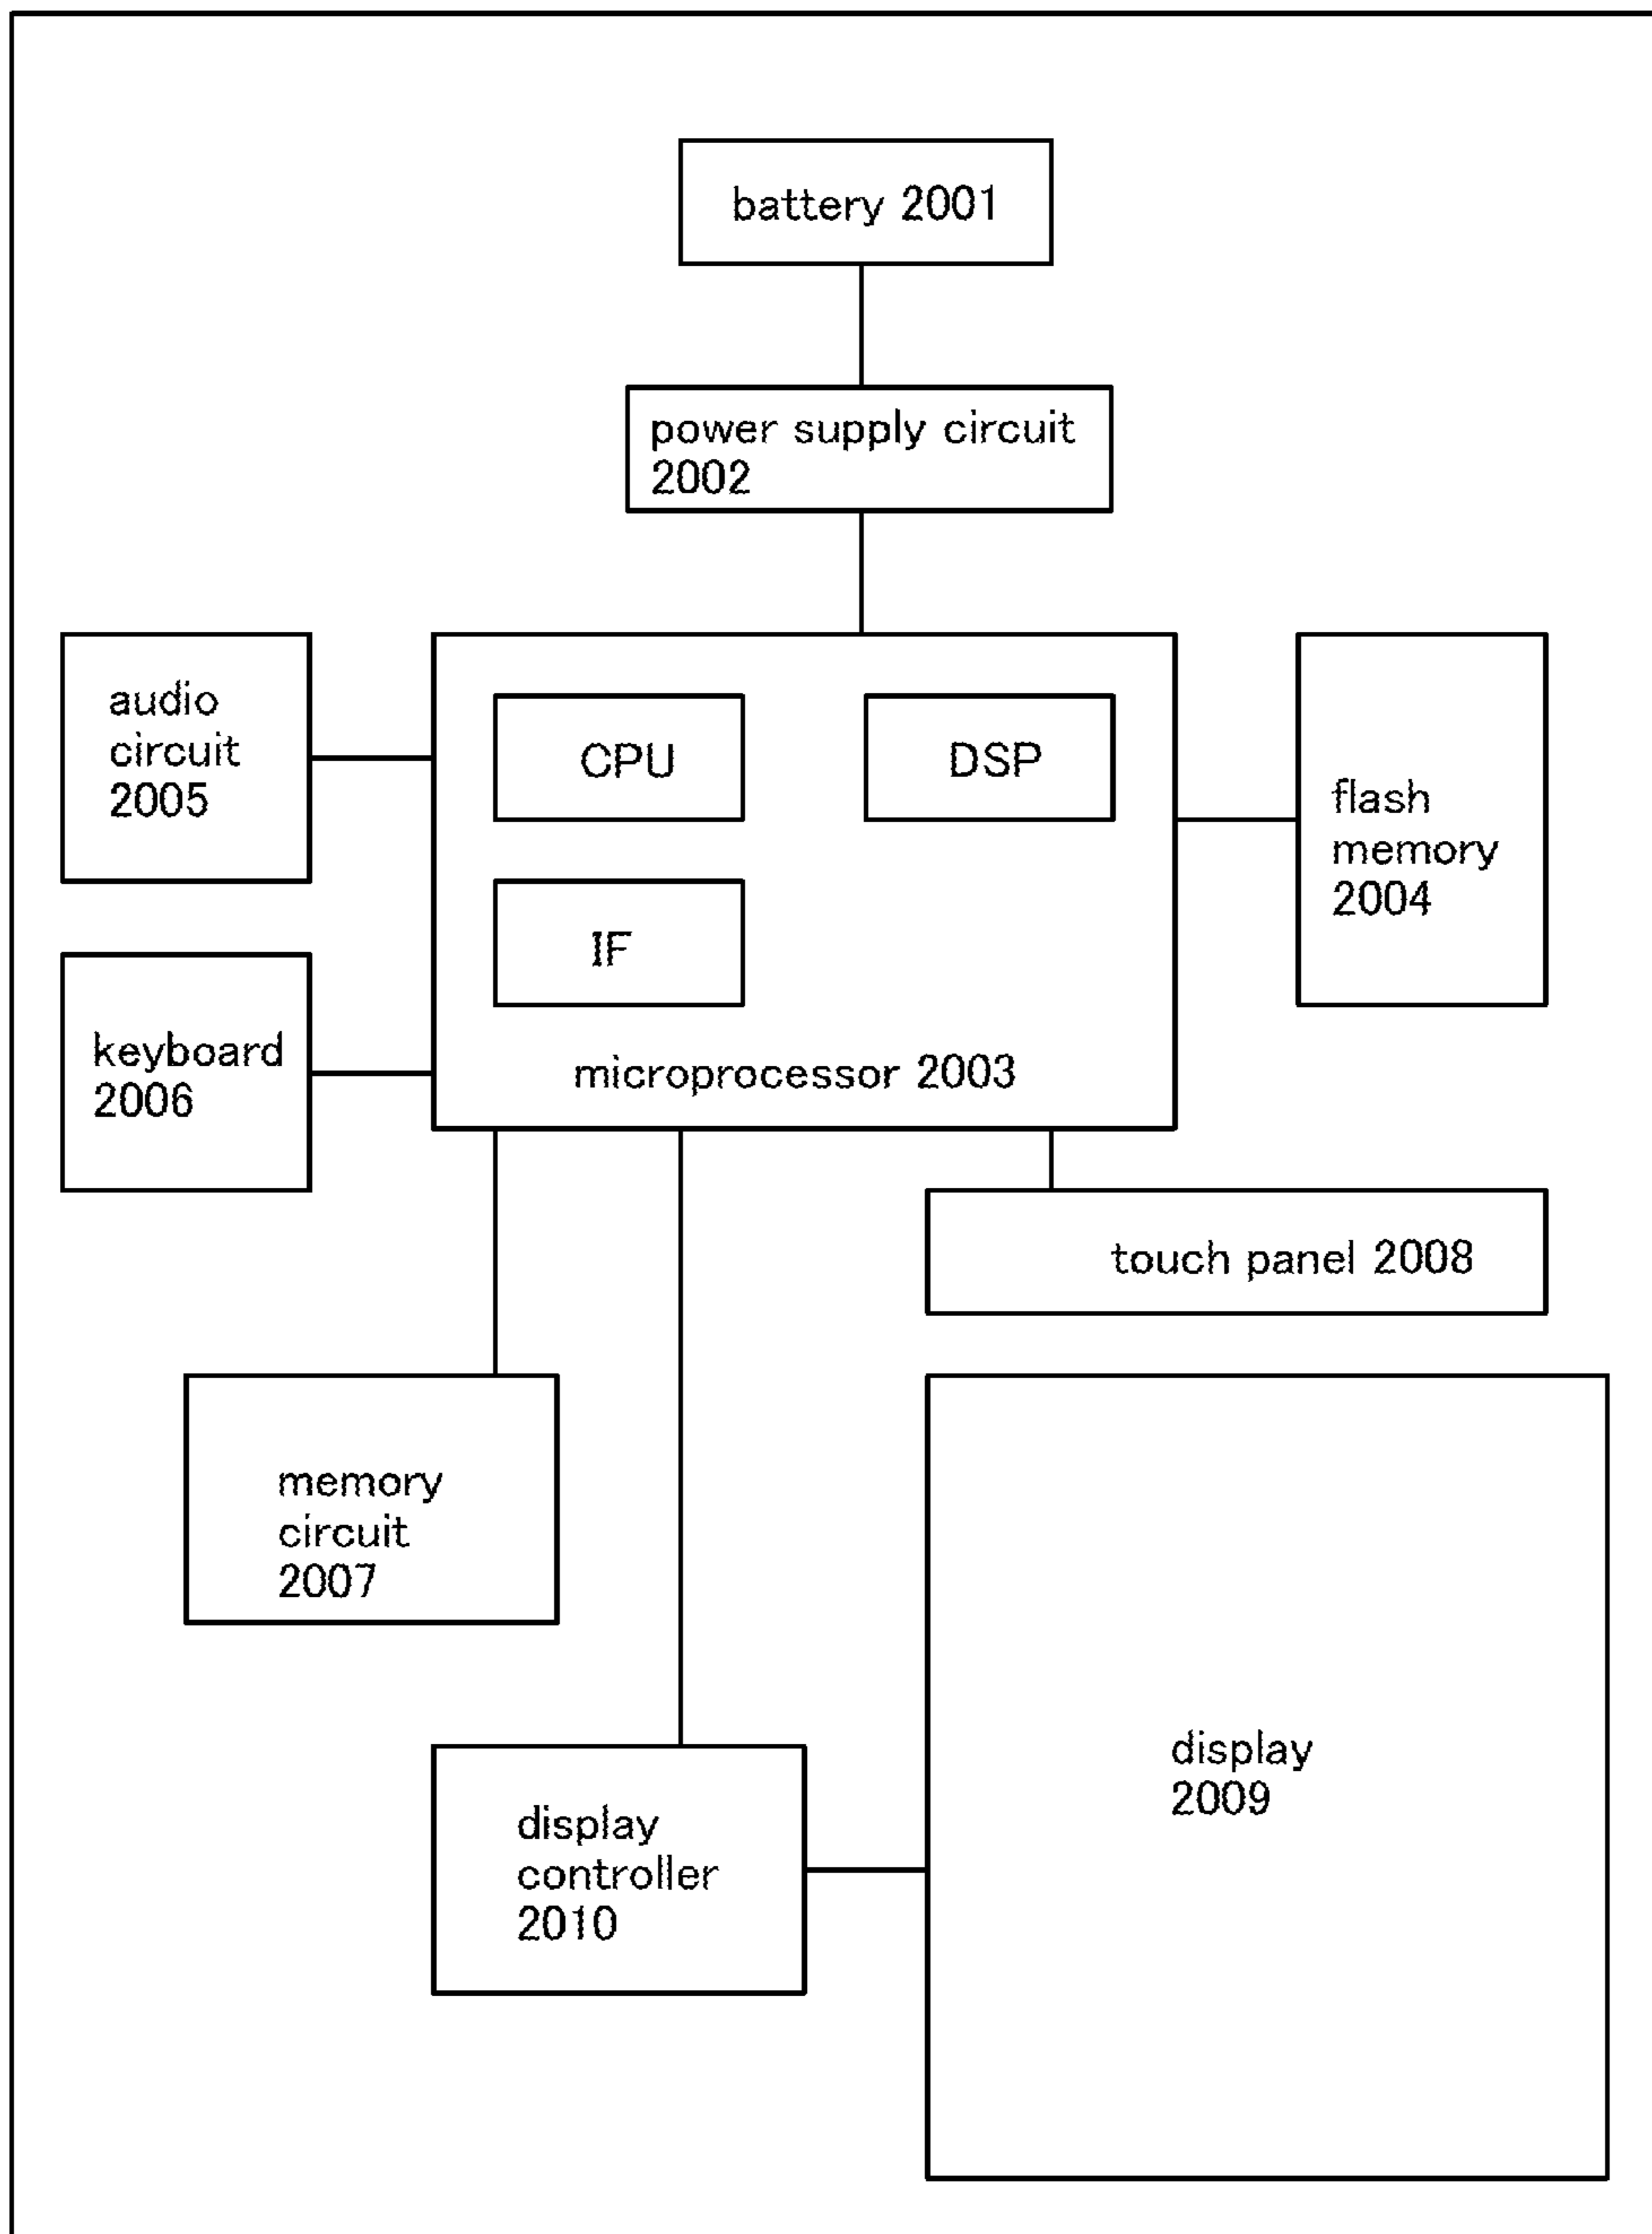 battery 2001
power supply circuit
2002
audio
circuit
2005
CPU
DSP
flash
memory
2004
IF
keyboard
2006
microprocessor 2003
touch panel 2008
memory
circuit
2007
display
2009
display
controller
2010